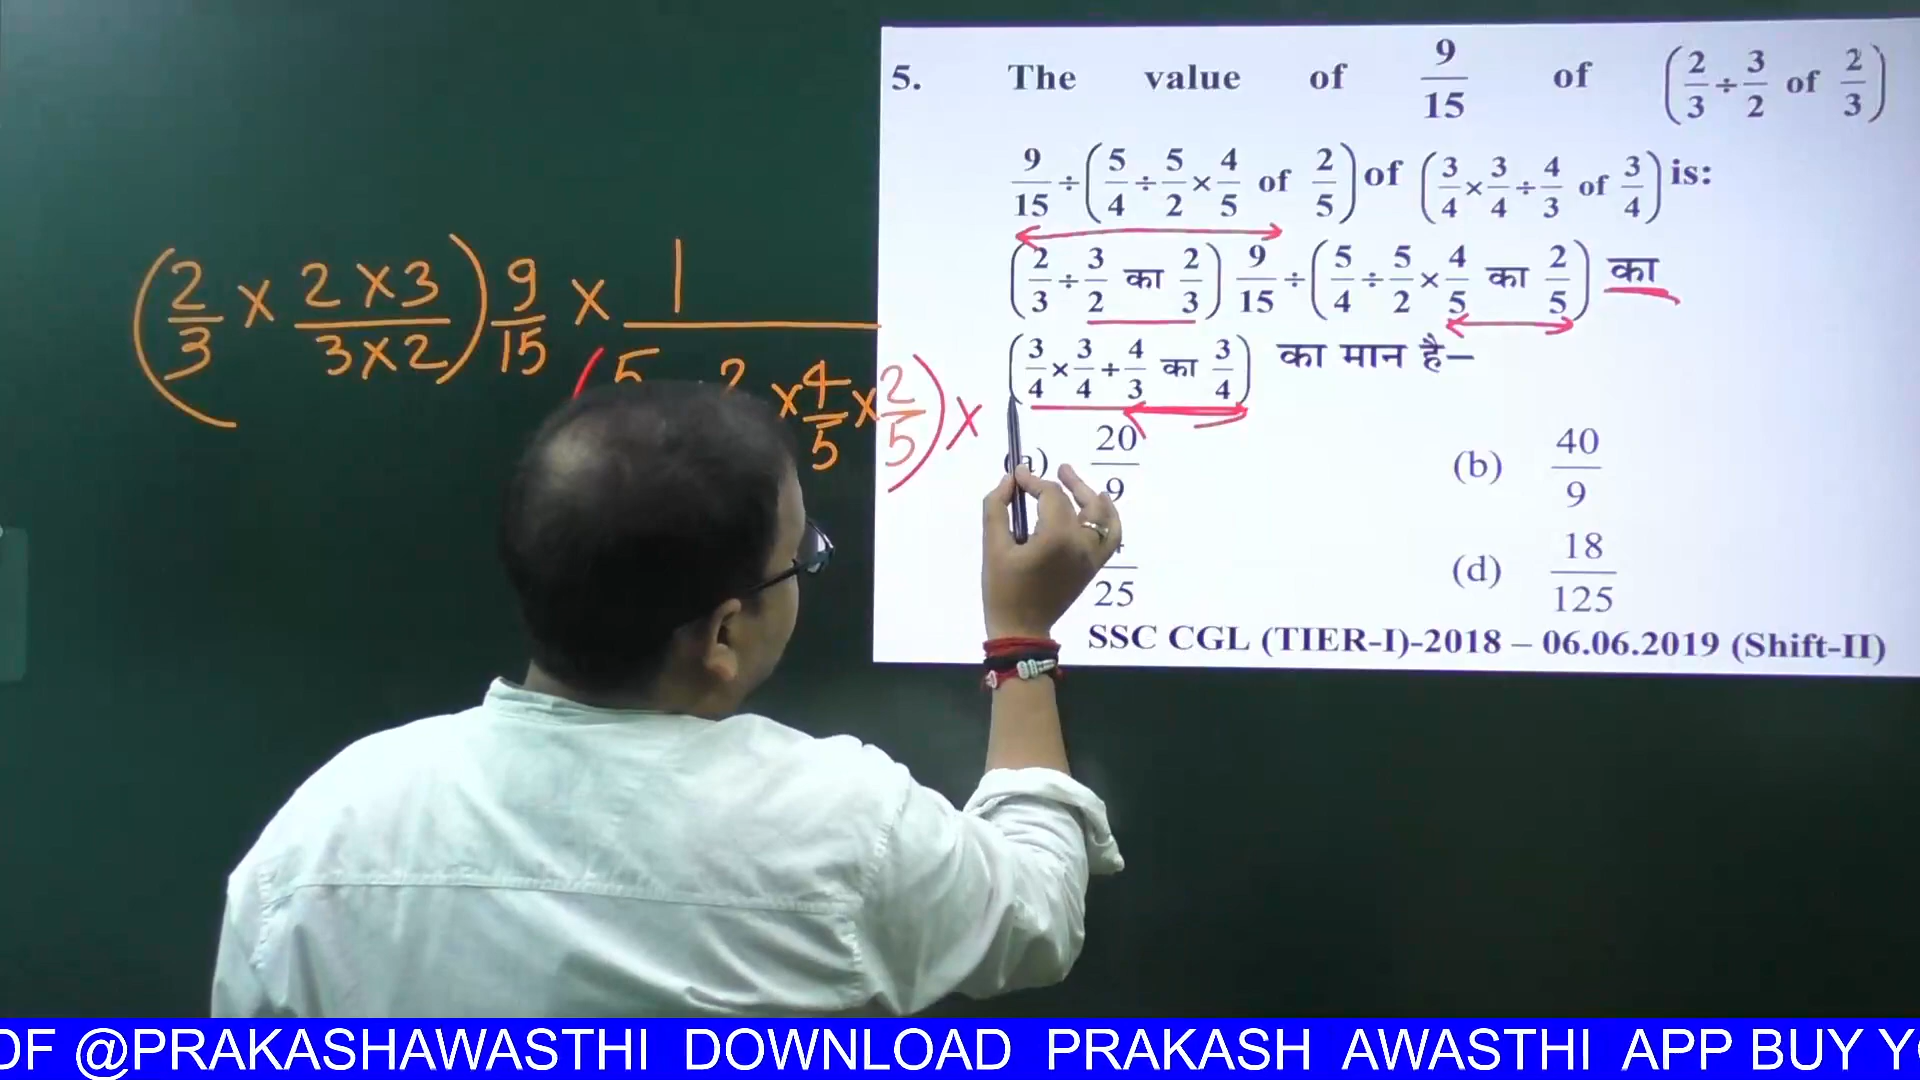 5. The value of 9/15 of (2/3 ÷ 3/2 of 2/3)
9/15 ÷ (5/4 ÷ 5/2 × 4/5 of 2/5) of (3/4 × 3/4 ÷ 4/3 of 3/4) is:
(2/3 ÷ 3/2 का 2/3) 9/15 ÷ (5/4 ÷ 5/2 × 4/5 का 2/5) का
(3/4 × 3/4 ÷ 4/3 का 3/4) का मान है–
(a) 20/9 (b) 40/9
25 (d) 18/125
SSC CGL (TIER-I)-2018 – 06.06.2019 (Shift-II)
(2/3 × 2×3/3×2) 9/15 × 1
× 4/5 × 2/5) ×
DF @PRAKASHAWASTHI DOWNLOAD PRAKASH AWASTHI APP BUY